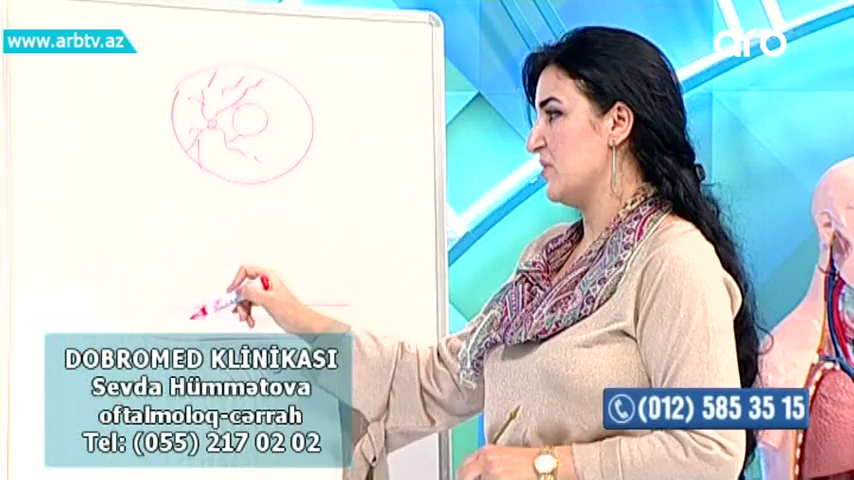 www.arbtv.az
arb
DOBROMED KLİNİKASI
Sevda Hümmətova
oftalmoloq-cərrah
Tel: (055) 217 02 02
(012) 585 35 15